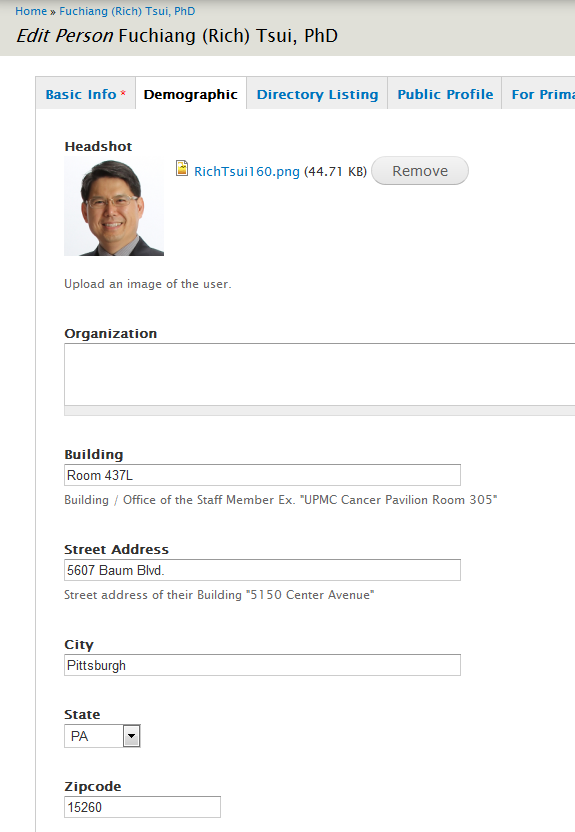 Home » Fuchiang (Rich) Tsui, PhD
Edit Person Fuchiang (Rich) Tsui, PhD
Basic Info * Demographic Directory Listing Public Profile For Prima
Headshot
RichTsui160.png (44.71 KB) Remove
Upload an image of the user.
Organization
Building
Room 437L
Building / Office of the Staff Member Ex. "UPMC Cancer Pavilion Room 305"
Street Address
5607 Baum Blvd.
Street address of their Building "5150 Center Avenue"
City
Pittsburgh
State
PA
Zipcode
15260